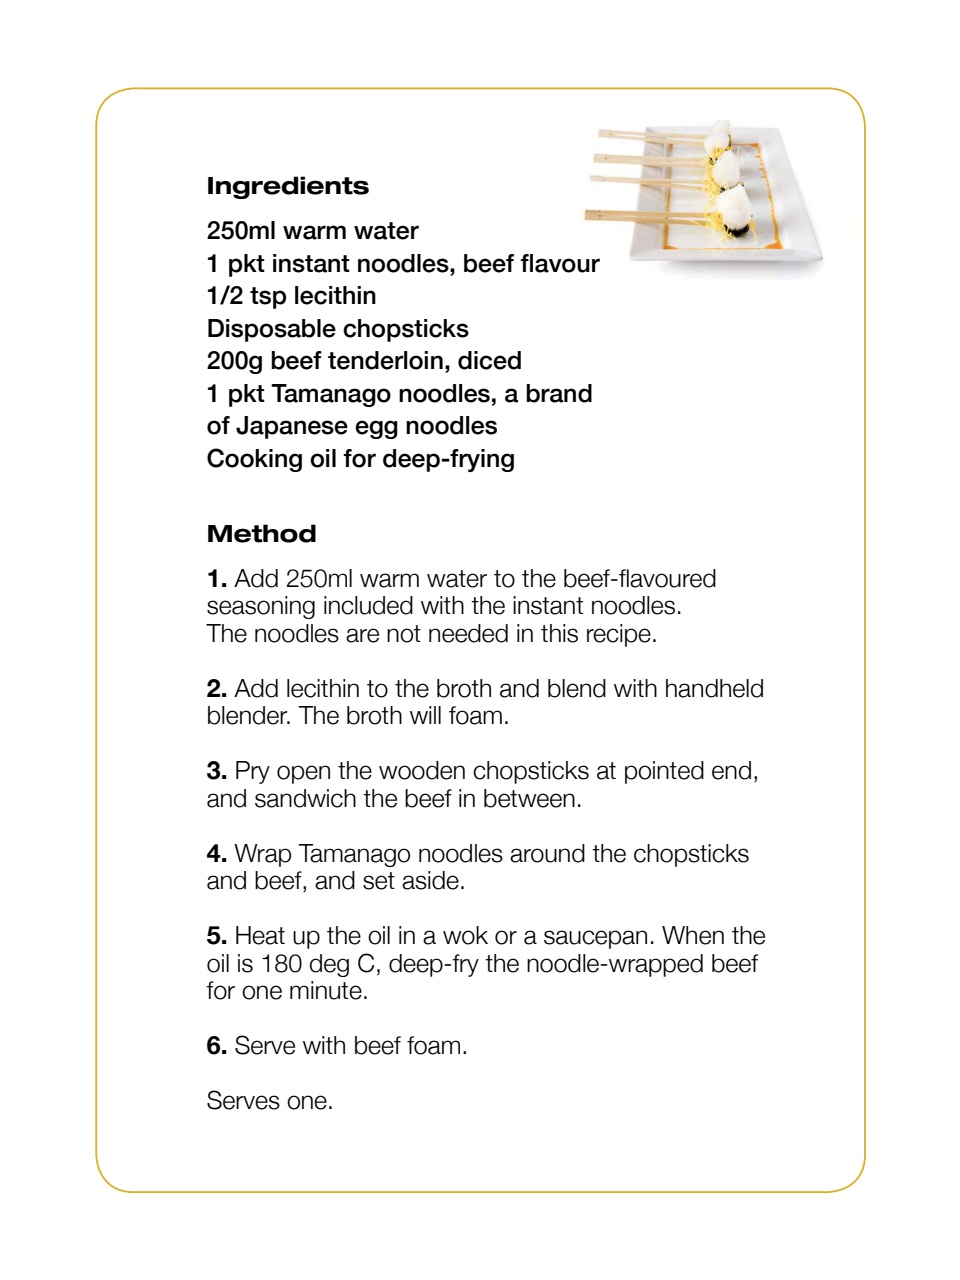 Ingredients
250ml warm water
1 pkt instant noodles, beef flavour
1/2 tsp lecithin
Disposable chopsticks
200g beef tenderloin, diced
1 pkt Tamanago noodles, a brand
of Japanese egg noodles
Cooking oil for deep-frying
Method
1. Add 250ml warm water to the beef-flavoured
seasoning included with the instant noodles.
The noodles are not needed in this recipe.
2. Add lecithin to the broth and blend with handheld
blender. The broth will foam.
3. Pry open the wooden chopsticks at pointed end,
and sandwich the beef in between.
4. Wrap Tamanago noodles around the chopsticks
and beef, and set aside.
5. Heat up the oil in a wok or a saucepan. When the
oil is 180 deg C, deep-fry the noodle-wrapped beef
for one minute.
6. Serve with beef foam.
Serves one.